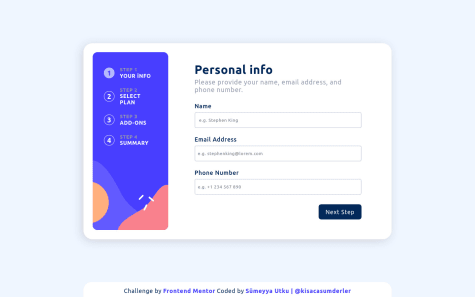 1
STEP 1
YOUR İNFO
2
STEP 2
SELECT
PLAN
3
STEP 3
ADD-ONS
4
STEP 4
SUMMARY
Personal info
Please provide your name, email address, and
phone number.
Name
e.g. Stephen King
Email Address
e.g. stephenking@lorem.com
Phone Number
e.g. +1 234 567 890
Next Step
Challenge by Frontend Mentor Coded by Sümeyya Utku | @kisacasumderler